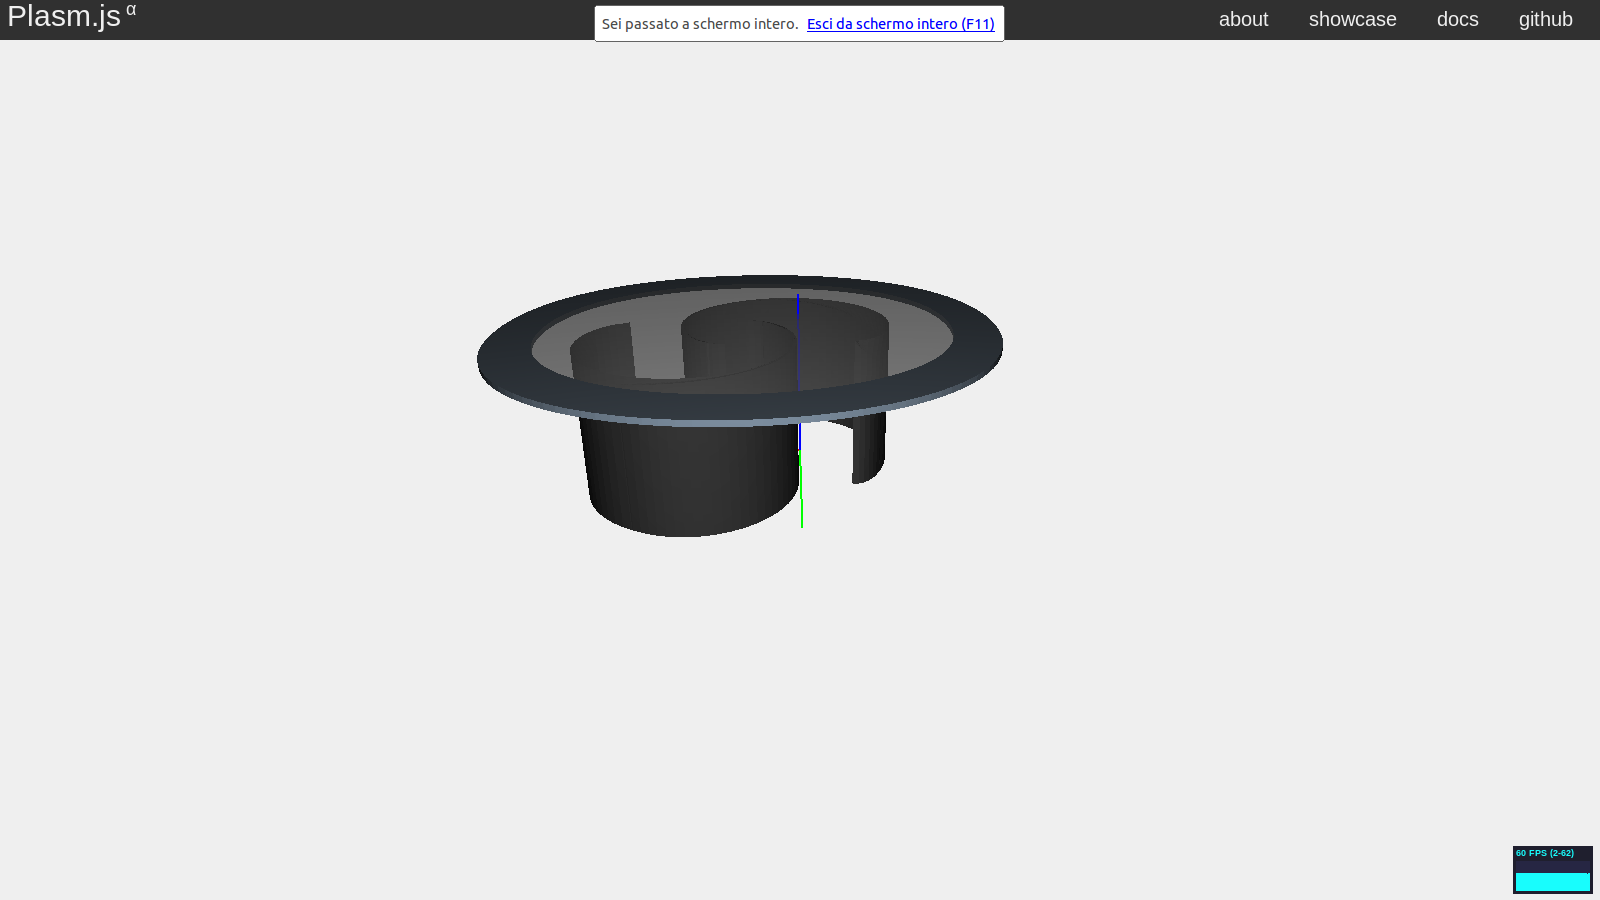 Plasm.js α
Sei passato a schermo intero. Esci da schermo intero (F11)
about showcase docs github
60 FPS (2-62)